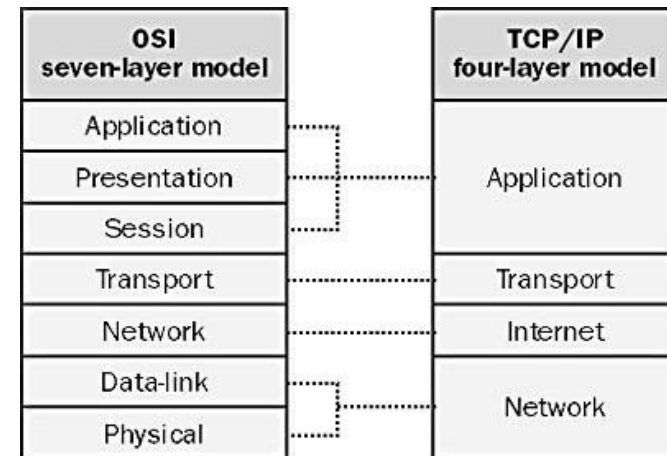 OSI
seven-layer model
Application
Presentation
Session
Transport
Network
Data-link
Physical
TCP/IP
four-layer model
Application
Transport
Internet
Network